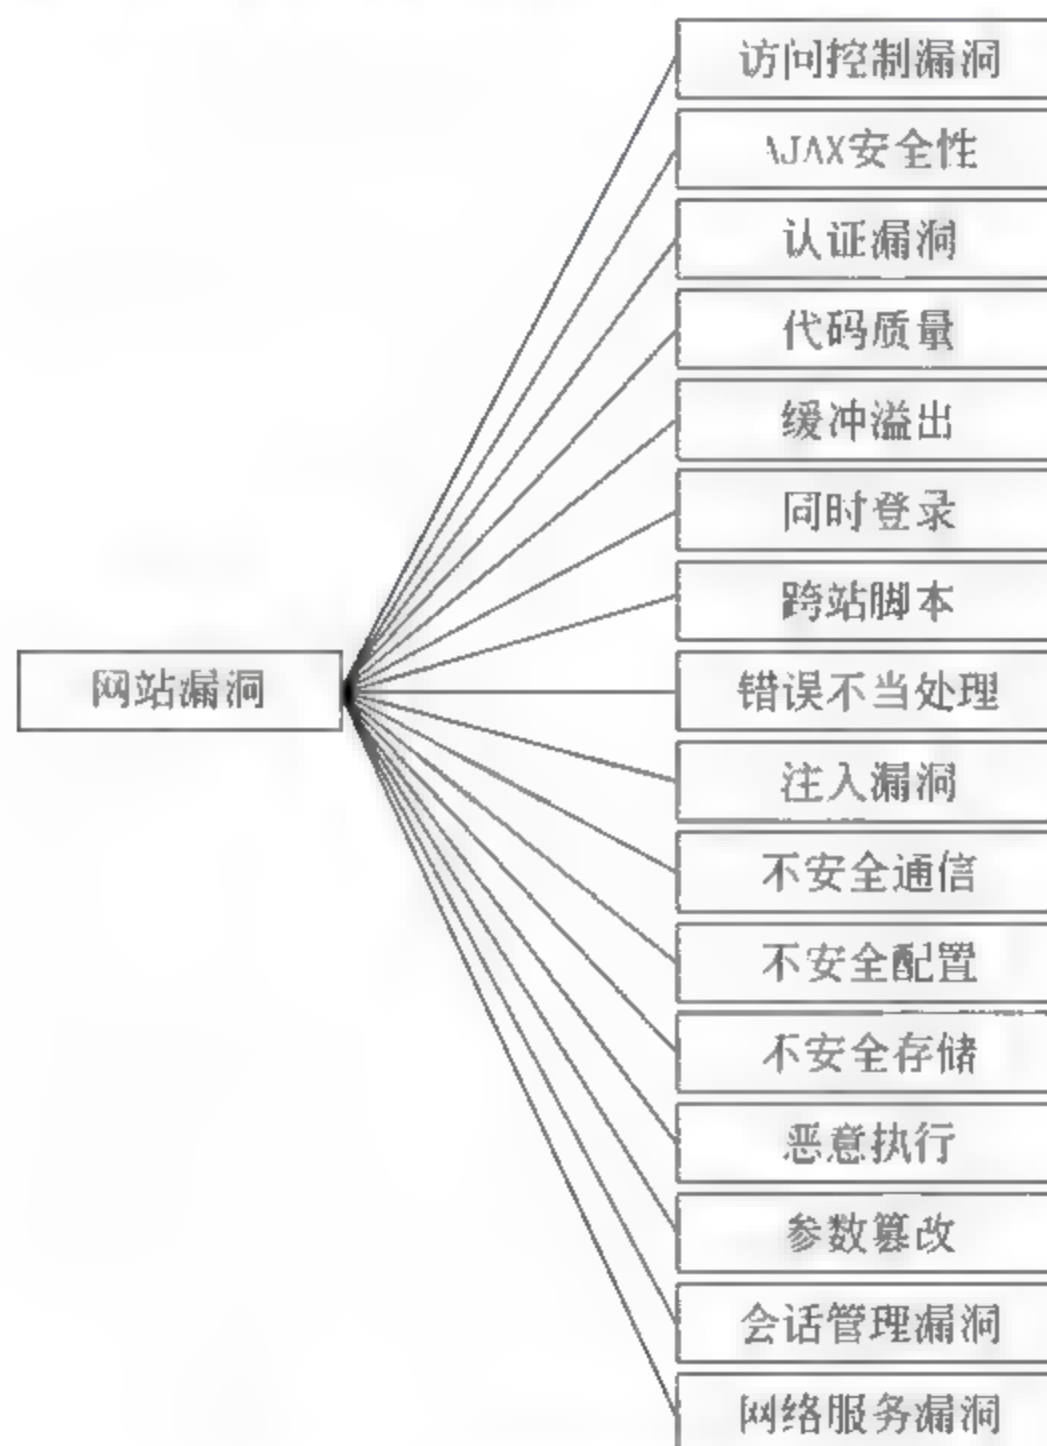 访问控制漏洞
AJAX安全性
认证漏洞
代码质量
缓冲溢出
同时登录
跨站脚本
网站漏洞
错误不当处理
注入漏洞
不安全通信
不安全配置
不安全存储
恶意执行
参数篡改
会话管理漏洞
网络服务漏洞